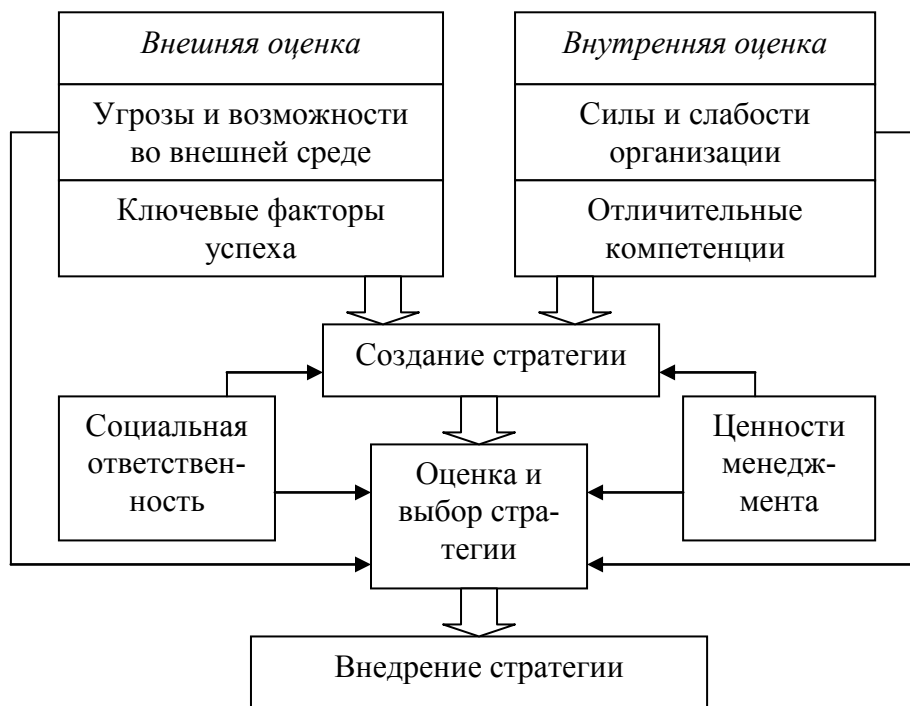 Внешняя оценка
Угрозы и возможности
во внешней среде
Ключевые факторы
успеха
Внутренняя оценка
Силы и слабости
организации
Отличительные
компетенции
Создание стратегии
Социальная
ответствен-
ность
Оценка и
выбор стра-
тегии
Ценности
менедж-
мента
Внедрение стратегии